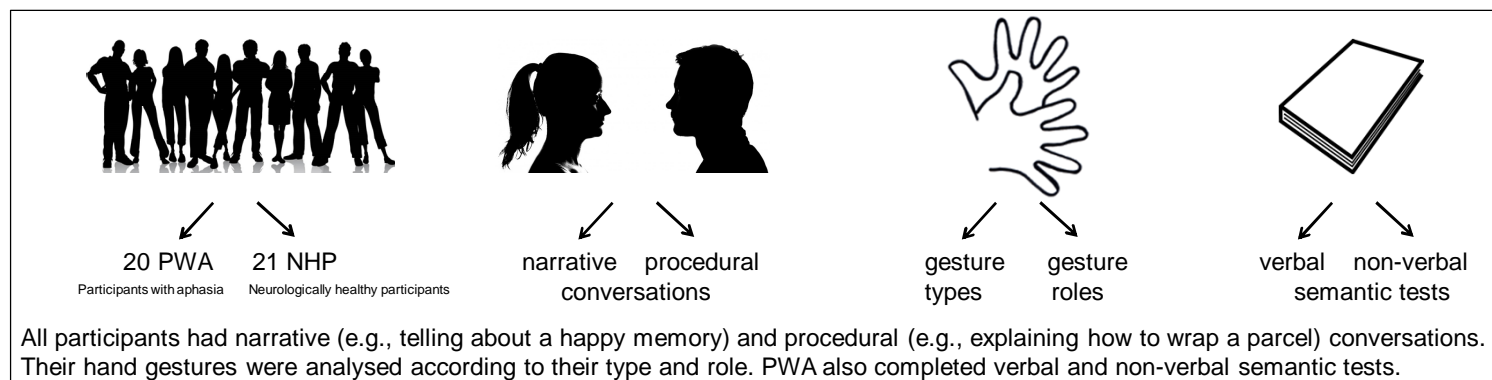 20 PWA 21 NHP
Participants with aphasia Neurologically healthy participants
narrative procedural
conversations
gesture types
gesture roles
verbal non-verbal
semantic tests
All participants had narrative (e.g., telling about a happy memory) and procedural (e.g., explaining how to wrap a parcel) conversations.
Their hand gestures were analysed according to their type and role. PWA also completed verbal and non-verbal semantic tests.